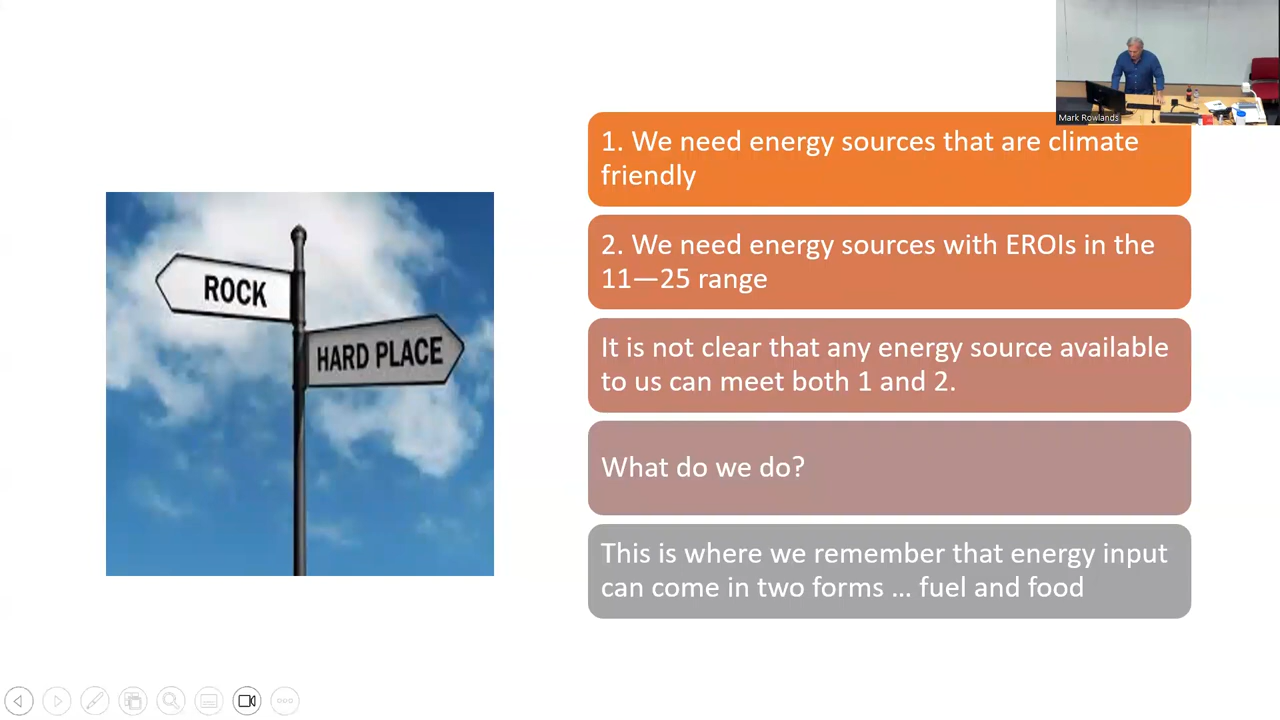 Mark Rowlands
1. We need energy sources that are climate
friendly
2. We need energy sources with EROIs in the
11—25 range
It is not clear that any energy source available
to us can meet both 1 and 2.
What do we do?
This is where we remember that energy input
can come in two forms … fuel and food
ROCK
HARD PLACE